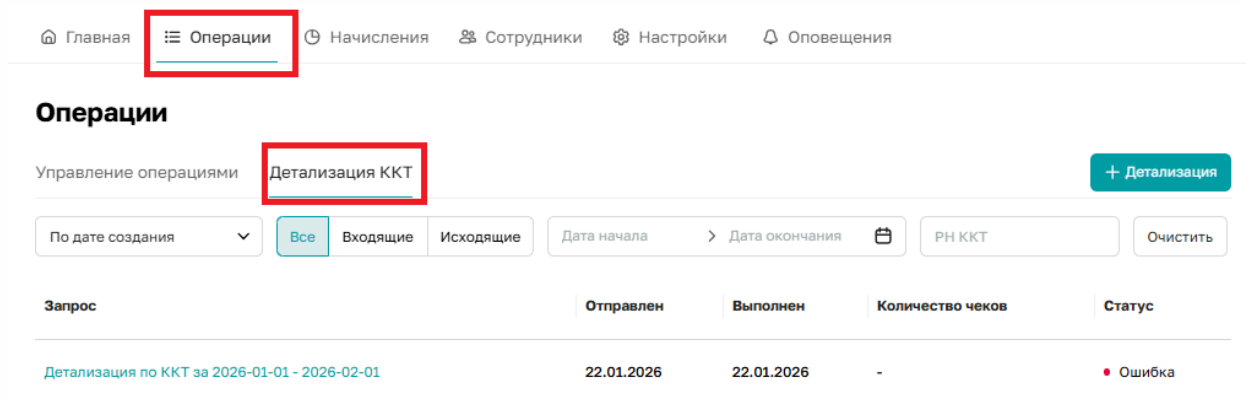 Главная Операции Начисления Сотрудники Настройки Оповещения
Операции
Управление операциями Детализация ККТ + Детализация
По дате создания Все Входящие Исходящие Дата начала > Дата окончания РН ККТ Очистить
Запрос Отправлен Выполнен Количество чеков Статус
Детализация по ККТ за 2026-01-01 - 2026-02-01 22.01.2026 22.01.2026 - Ошибка